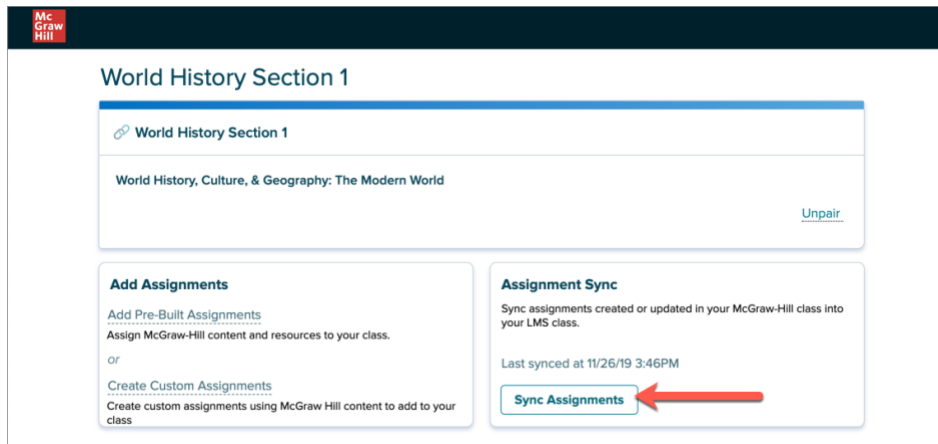 Mc
Graw
Hill
World History Section 1
World History Section 1
World History, Culture, & Geography: The Modern World
Unpair
Add Assignments
Add Pre-Built Assignments
Assign McGraw-Hill content and resources to your class.
or
Create Custom Assignments
Create custom assignments using McGraw Hill content to add to your
class
Assignment Sync
Sync assignments created or updated in your McGraw-Hill class into
your LMS class.
Last synced at 11/26/19 3:46PM
Sync Assignments